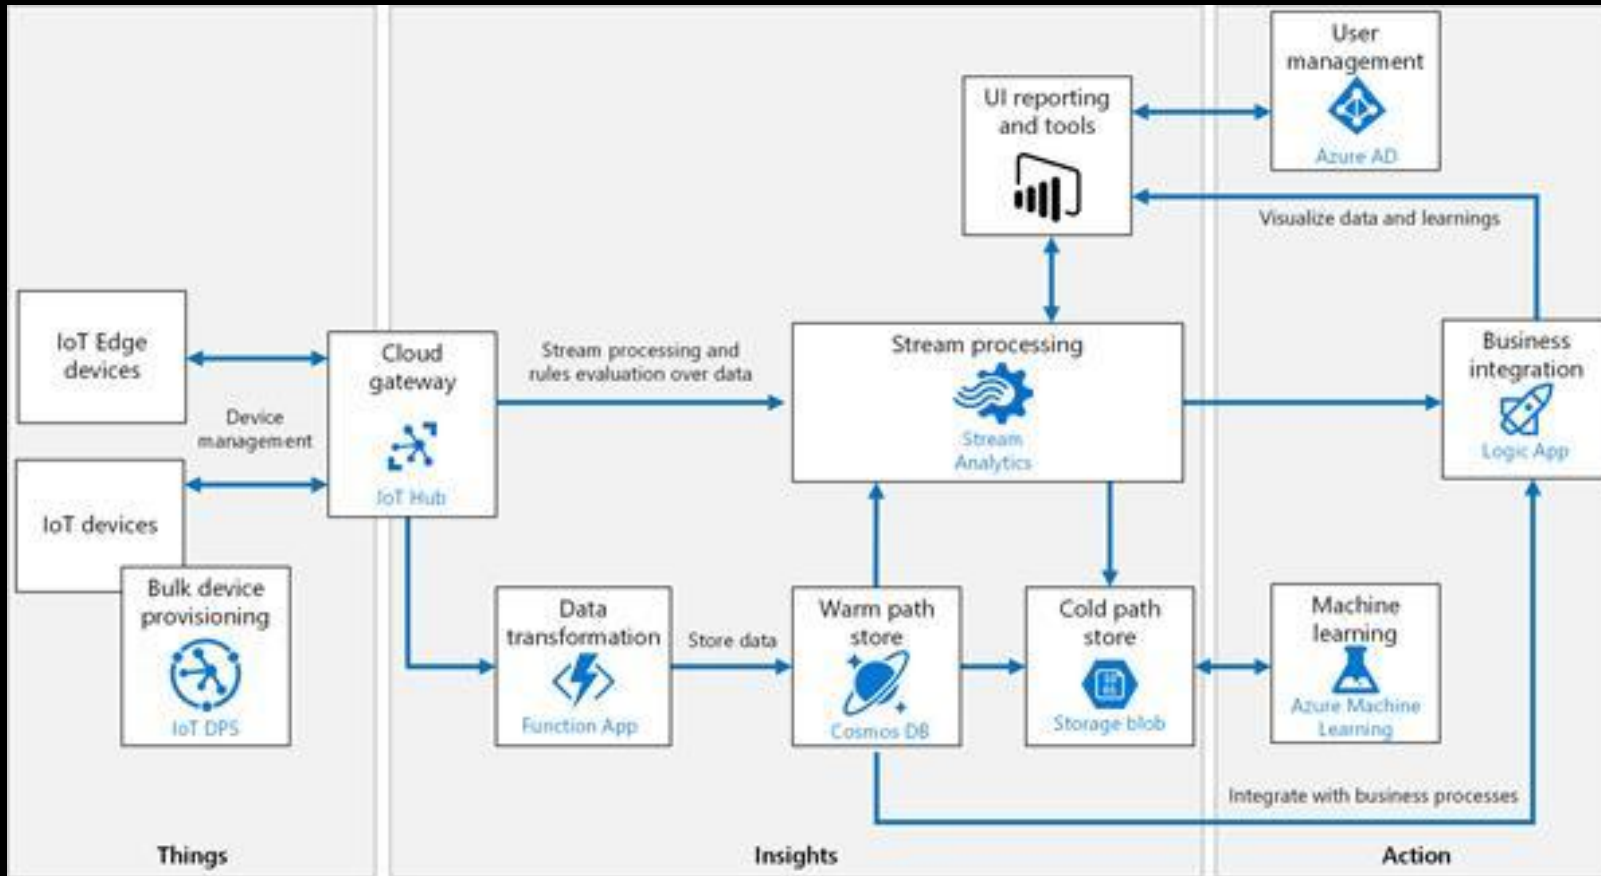 User
management
Azure AD
UI reporting
and tools
Visualize data and learnings
IoT Edge
devices
Cloud
gateway
IoT Hub
Stream processing and
rules evaluation over data
Stream processing
Stream
Analytics
Business
integration
Logic App
Device
management
IoT devices
Bulk device
provisioning
IoT DPS
Data
transformation
Function App
Store data
Warm path
store
Cosmos DB
Cold path
store
Storage blob
Machine
learning
Azure Machine
Learning
Integrate with business processes
Things
Insights
Action